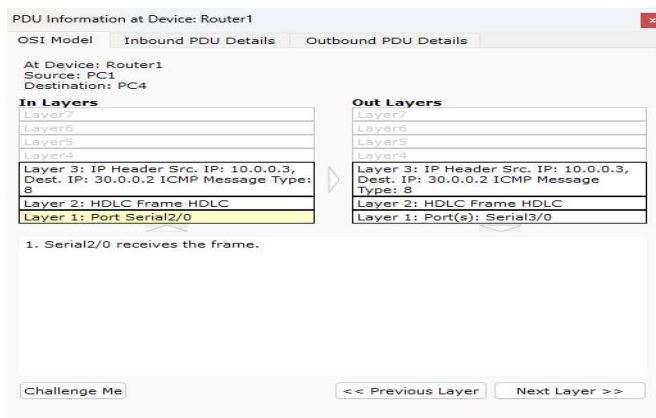 PDU Information at Device: Router1
OSI Model Inbound PDU Details Outbound PDU Details
At Device: Router1
Source: PC1
Destination: PC4
In Layers
Layer7
Layer6
Layer5
Layer4
Layer 3: IP Header Src. IP: 10.0.0.3,
Dest. IP: 30.0.0.2 ICMP Message Type:
8
Layer 2: HDLC Frame HDLC
Layer 1: Port Serial2/0
Out Layers
Layer7
Layer6
Layer5
Layer4
Layer 3: IP Header Src. IP: 10.0.0.3,
Dest. IP: 30.0.0.2 ICMP Message
Type: 8
Layer 2: HDLC Frame HDLC
Layer 1: Port(s): Serial3/0
1. Serial2/0 receives the frame.
Challenge Me << Previous Layer Next Layer >>